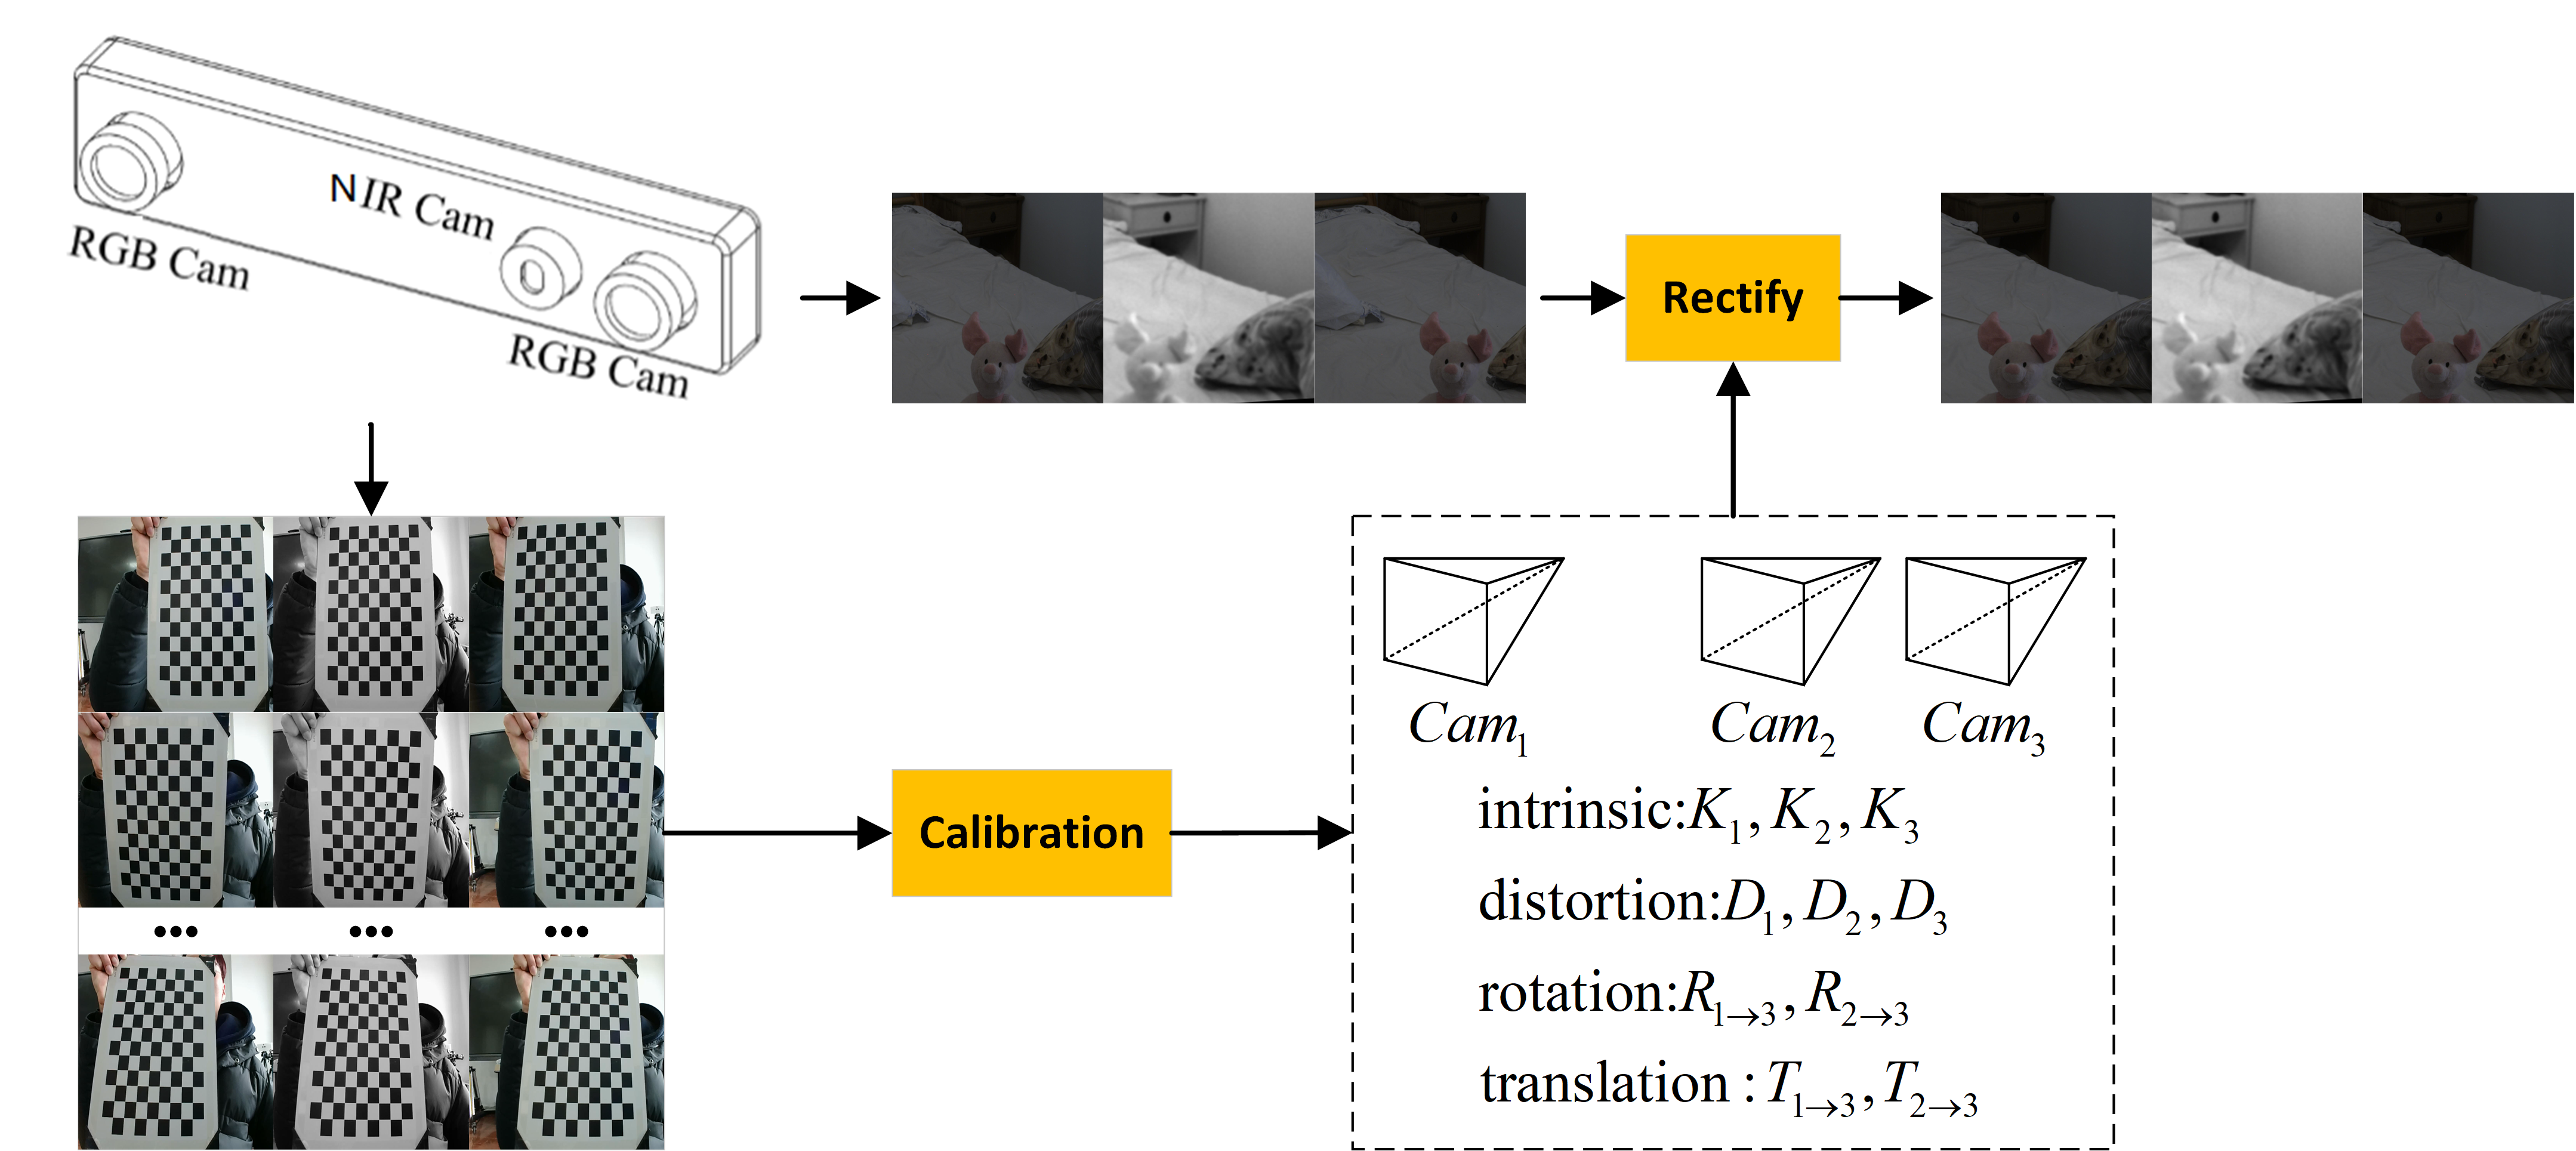 NIR Cam
RGB Cam
RGB Cam
Rectify
Calibration
Cam₁
Cam₂
Cam₃
intrinsic:K₁,K₂,K₃
distortion:D₁,D₂,D₃
rotation:R₁→₃,R₂→₃
translation:T₁→₃,T₂→₃